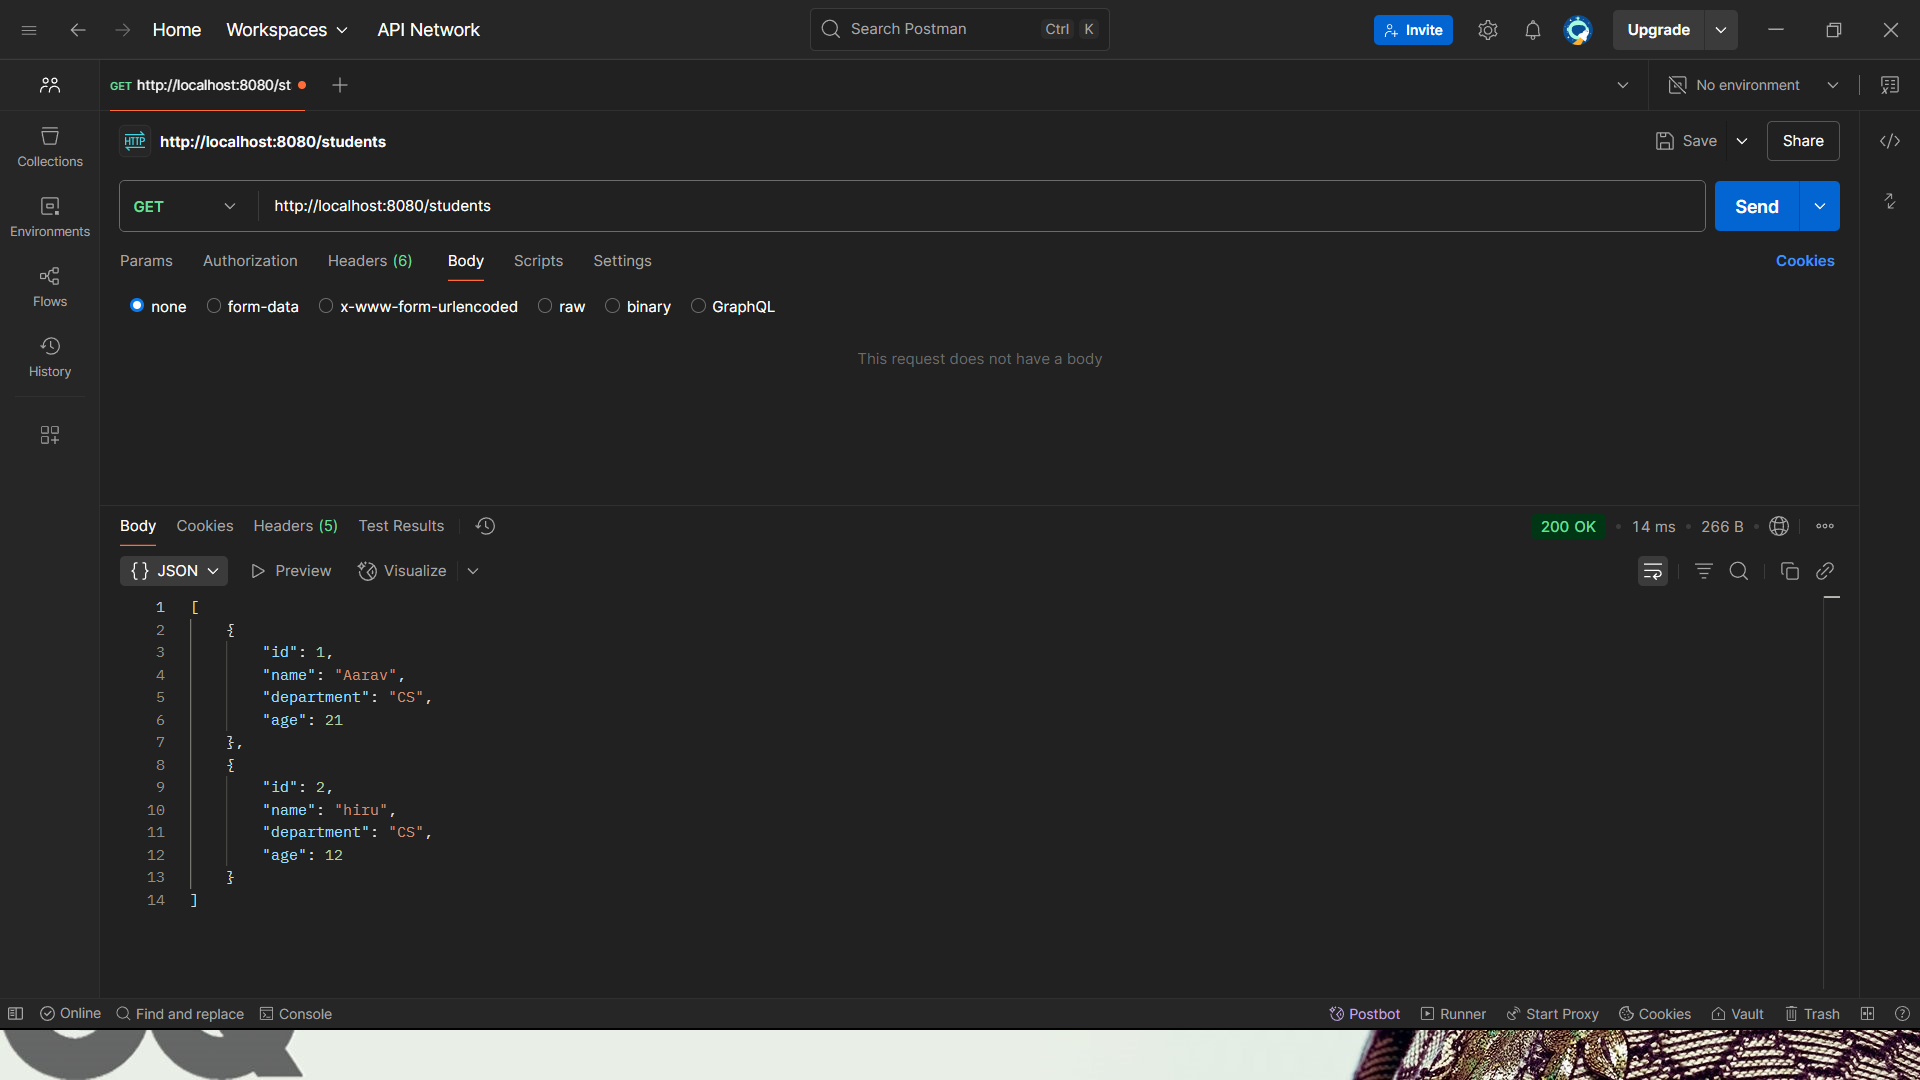 Home Workspaces API Network Search Postman Ctrl K Invite Upgrade
GET http://localhost:8080/st No environment
HTTP http://localhost:8080/students Save Share
Collections
GET http://localhost:8080/students Send
Environments
Params Authorization Headers (6) Body Scripts Settings Cookies
Flows
none form-data x-www-form-urlencoded raw binary GraphQL
This request does not have a body
History
Body Cookies Headers (5) Test Results 200 OK 14 ms 266 B
{} JSON Preview Visualize
1 [
2 {
3 "id": 1,
4 "name": "Aarav",
5 "department": "CS",
6 "age": 21
7 },
8 {
9 "id": 2,
10 "name": "hiru",
11 "department": "CS",
12 "age": 12
13 }
14 ]
Online Find and replace Console Postbot Runner Start Proxy Cookies Vault Trash